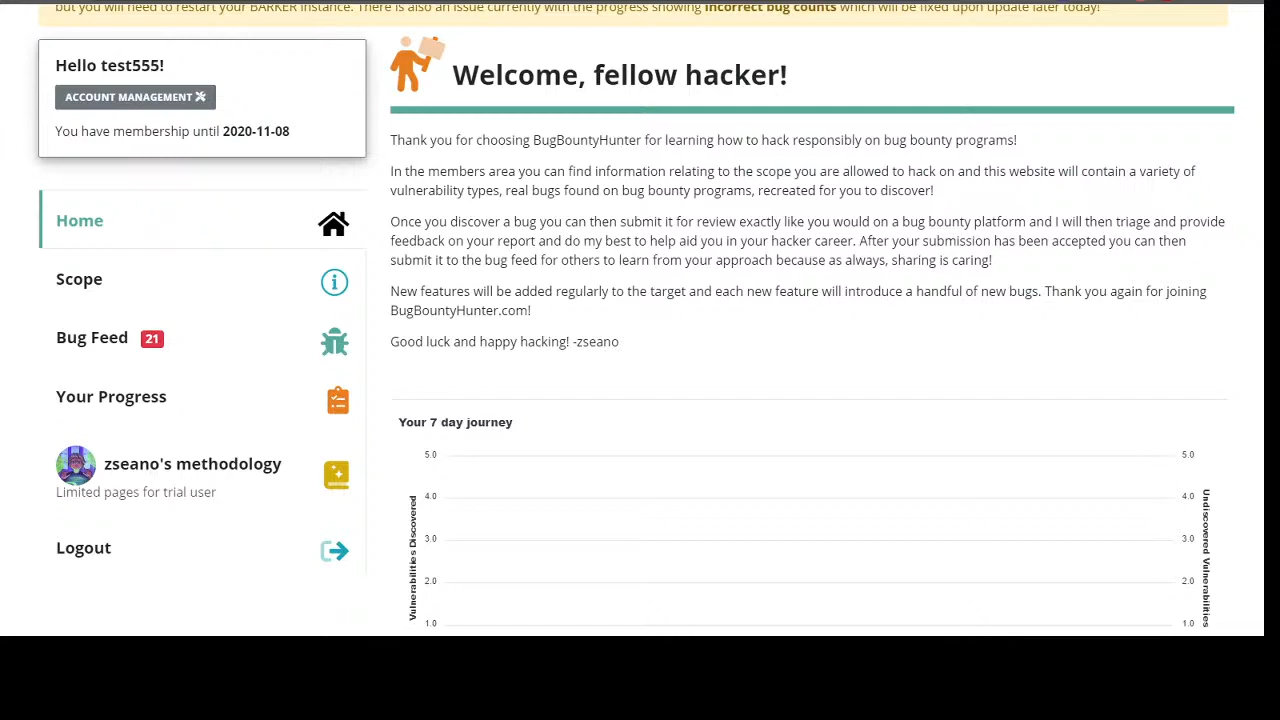 but you will need to restart your BARKER instance. There is also an issue currently with the progress showing incorrect bug counts which will be fixed upon update later today!
Hello test555!
ACCOUNT MANAGEMENT
You have membership until 2020-11-08
Home
Scope
Bug Feed 21
Your Progress
zseano's methodology
Limited pages for trial user
Logout
Welcome, fellow hacker!
Thank you for choosing BugBountyHunter for learning how to hack responsibly on bug bounty programs!
In the members area you can find information relating to the scope you are allowed to hack on and this website will contain a variety of
vulnerability types, real bugs found on bug bounty programs, recreated for you to discover!
Once you discover a bug you can then submit it for review exactly like you would on a bug bounty platform and I will then triage and provide
feedback on your report and do my best to help aid you in your hacker career. After your submission has been accepted you can then
submit it to the bug feed for others to learn from your approach because as always, sharing is caring!
New features will be added regularly to the target and each new feature will introduce a handful of new bugs. Thank you again for joining
BugBountyHunter.com!
Good luck and happy hacking! -zseano
Your 7 day journey
5.0 5.0
4.0 4.0
3.0 3.0
2.0 2.0
1.0 1.0
Vulnerabilities Discovered
Undiscovered Vulnerabilities